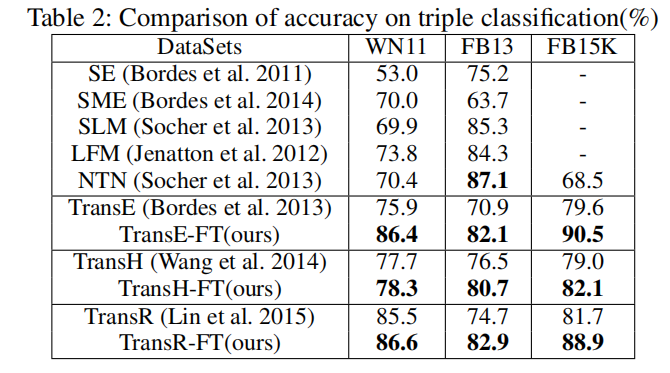 Table 2: Comparison of accuracy on triple classification(%)
DataSets WN11 FB13 FB15K
SE (Bordes et al. 2011) 53.0 75.2 -
SME (Bordes et al. 2014) 70.0 63.7 -
SLM (Socher et al. 2013) 69.9 85.3 -
LFM (Jenatton et al. 2012) 73.8 84.3 -
NTN (Socher et al. 2013) 70.4 87.1 68.5
TransE (Bordes et al. 2013) 75.9 70.9 79.6
TransE-FT(ours) 86.4 82.1 90.5
TransH (Wang et al. 2014) 77.7 76.5 79.0
TransH-FT(ours) 78.3 80.7 82.1
TransR (Lin et al. 2015) 85.5 74.7 81.7
TransR-FT(ours) 86.6 82.9 88.9